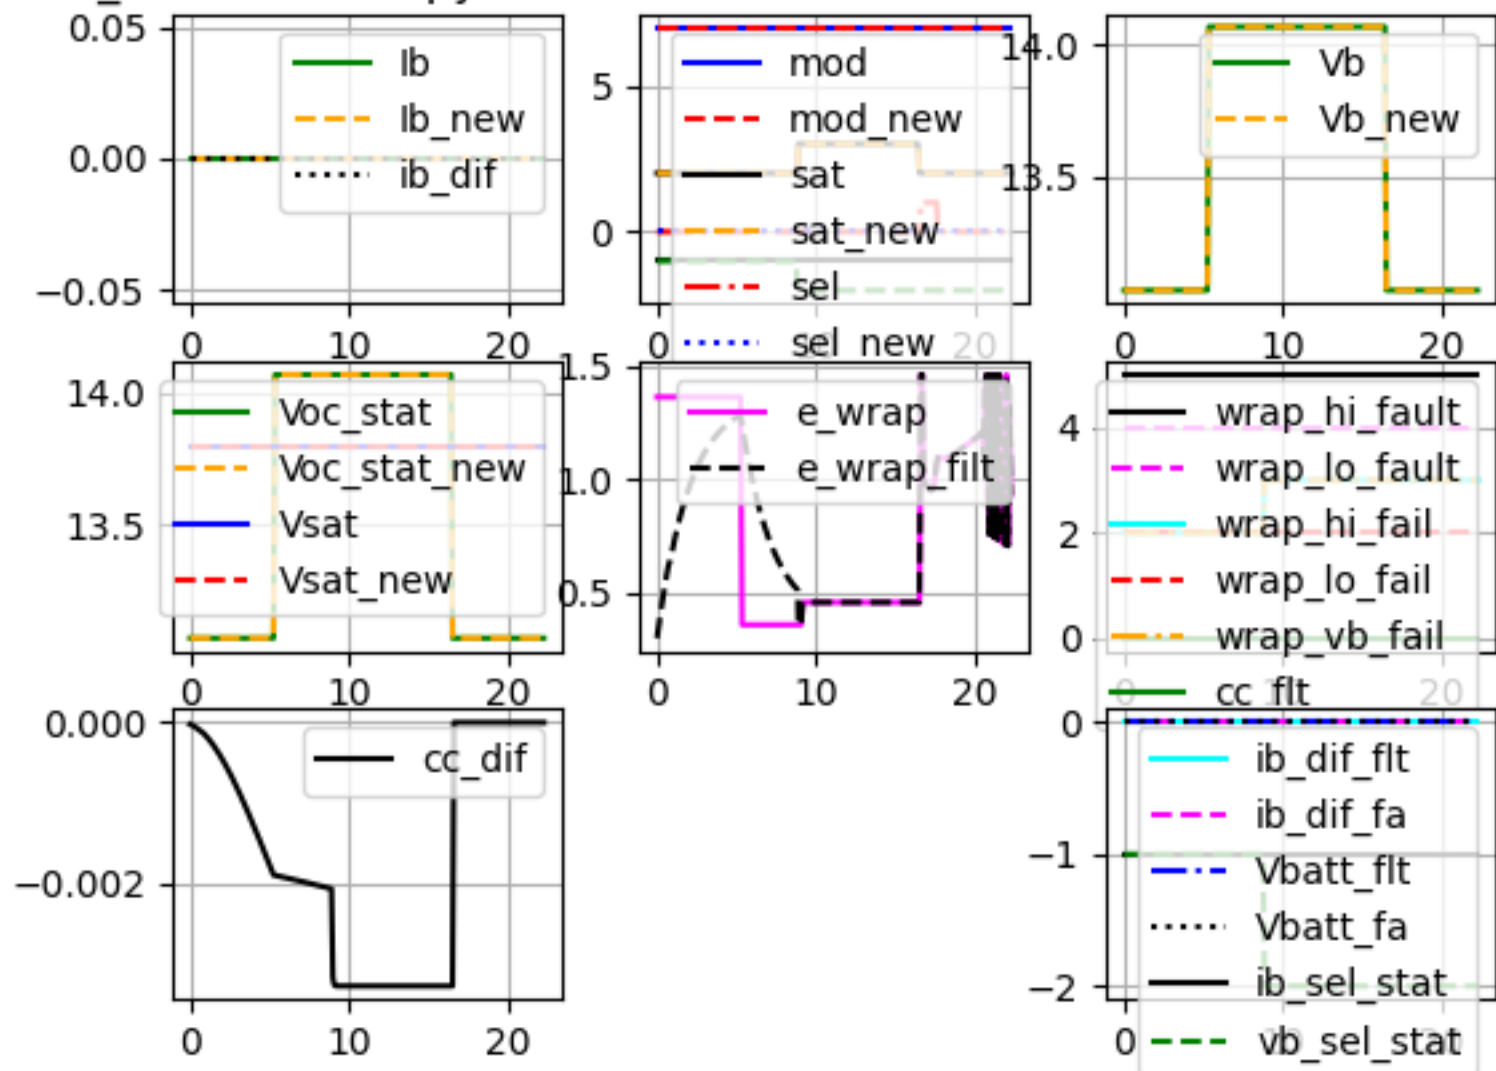 0.05
0.00
−0.05
0 10 20
Ib
Ib_new
ib_dif
5
0
0 20
mod
mod_new
sat
sat_new
sel
sel_new
14.0
13.5
0 10 20
Vb
Vb_new
14.0
13.5
0 10 20
Voc_stat
Voc_stat_new
Vsat
Vsat_new
1.5
1.0
0.5
0 10 20
e_wrap
e_wrap_filt
4
2
0
0 10 20
wrap_hi_fault
wrap_lo_fault
wrap_hi_fail
wrap_lo_fail
wrap_vb_fail
cc_flt
0.000
−0.002
0 10 20
cc_dif
0
−1
−2
0 10 20
ib_dif_flt
ib_dif_fa
Vbatt_flt
Vbatt_fa
ib_sel_stat
vb_sel_stat